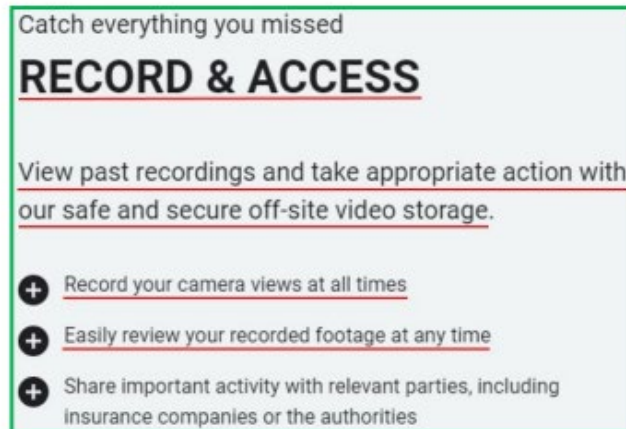 Catch everything you missed
RECORD & ACCESS
View past recordings and take appropriate action with
our safe and secure off-site video storage.
Record your camera views at all times
Easily review your recorded footage at any time
Share important activity with relevant parties, including
insurance companies or the authorities